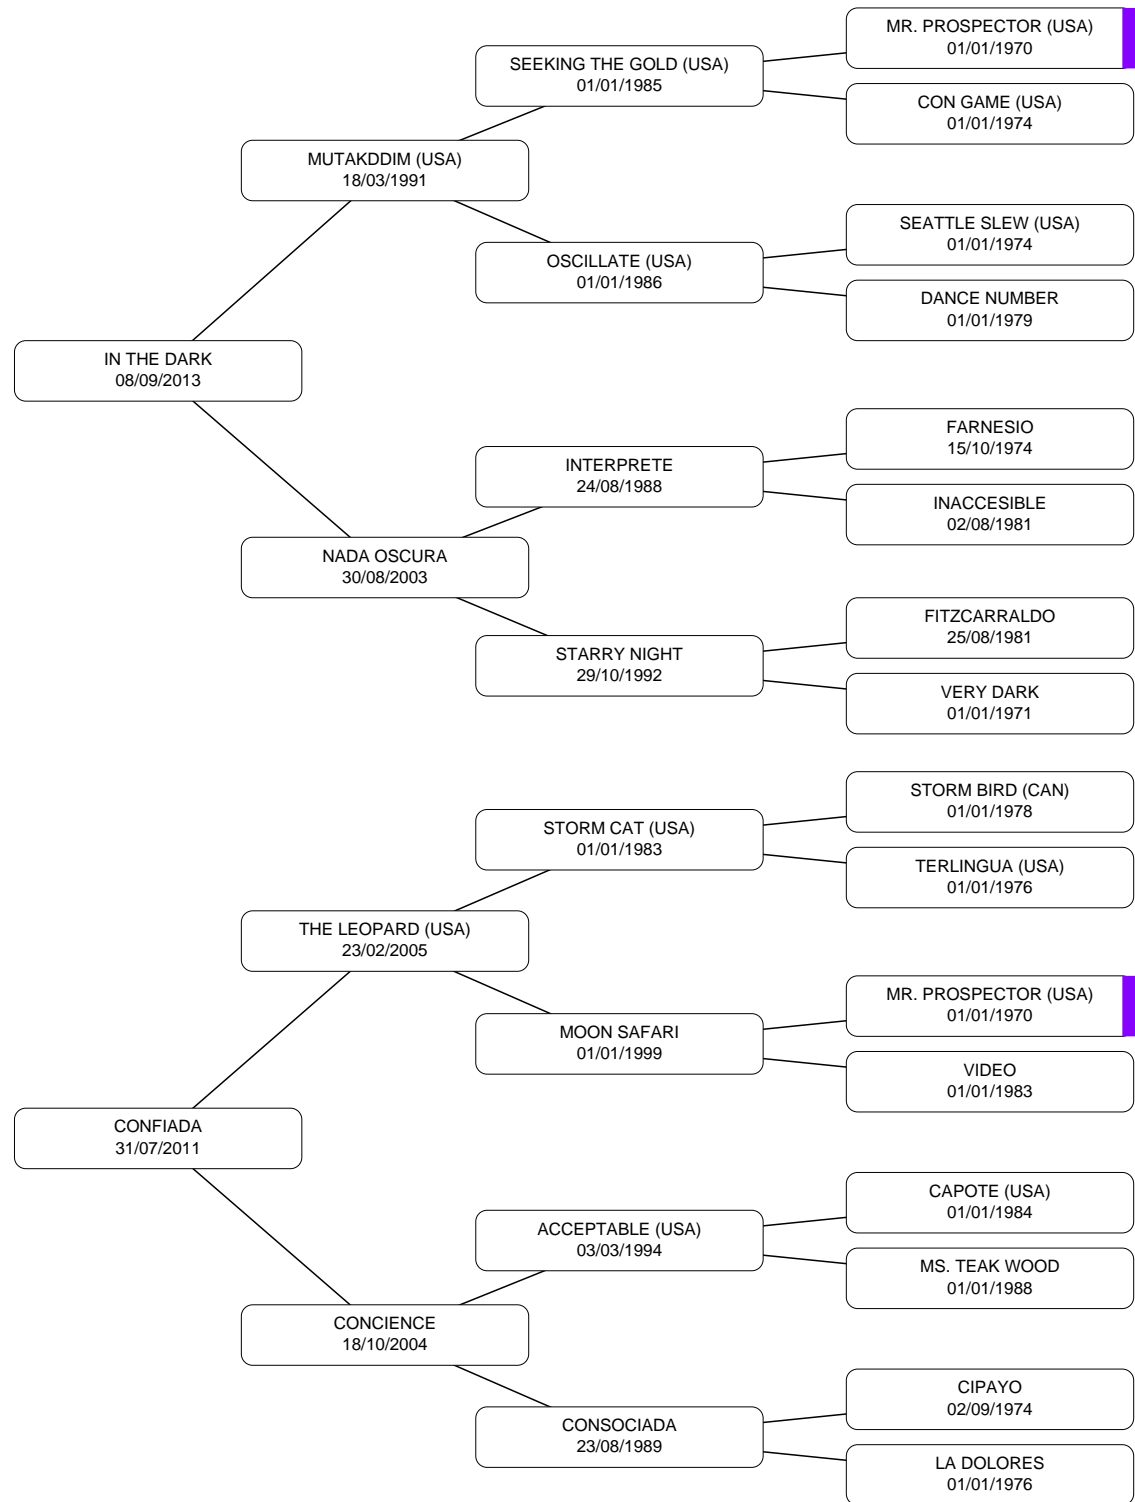 MR. PROSPECTOR (USA)
01/01/1970
SEEKING THE GOLD (USA)
01/01/1985
CON GAME (USA)
01/01/1974
MUTAKDDIM (USA)
18/03/1991
SEATTLE SLEW (USA)
01/01/1974
OSCILLATE (USA)
01/01/1986
DANCE NUMBER
01/01/1979
IN THE DARK
08/09/2013
FARNESIO
15/10/1974
INTERPRETE
24/08/1988
INACCESIBLE
02/08/1981
NADA OSCURA
30/08/2003
FITZCARRALDO
25/08/1981
STARRY NIGHT
29/10/1992
VERY DARK
01/01/1971
STORM BIRD (CAN)
01/01/1978
STORM CAT (USA)
01/01/1983
TERLINGUA (USA)
01/01/1976
THE LEOPARD (USA)
23/02/2005
MR. PROSPECTOR (USA)
01/01/1970
MOON SAFARI
01/01/1999
VIDEO
01/01/1983
CONFIADA
31/07/2011
CAPOTE (USA)
01/01/1984
ACCEPTABLE (USA)
03/03/1994
MS. TEAK WOOD
01/01/1988
CONCIENCE
18/10/2004
CIPAYO
02/09/1974
CONSOCIADA
23/08/1989
LA DOLORES
01/01/1976